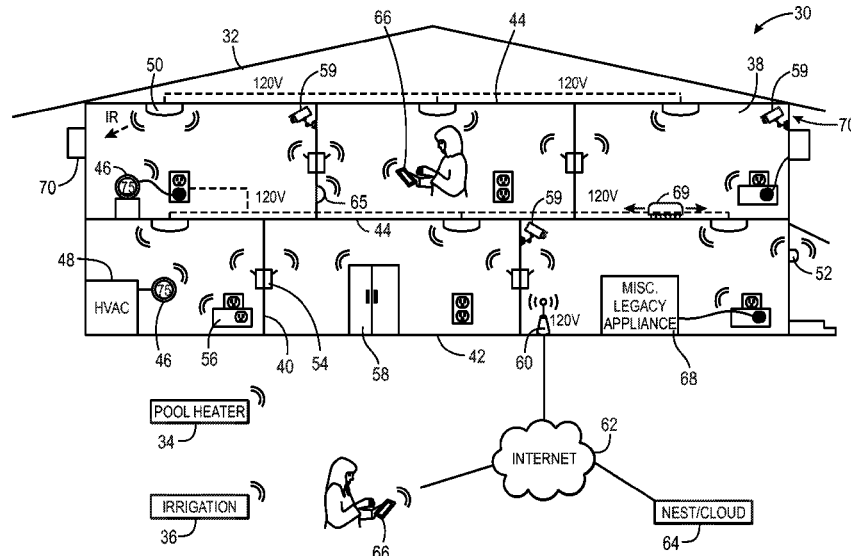 30
32
66
44
50
59
38
59
120V
120V
IR
70
70
46
75
65
69
120V
120V
59
44
48
52
HVAC
75
MISC.
LEGACY
APPLIANCE
120V
46
56
40
54
58
42
60
68
POOL HEATER
34
62
INTERNET
IRRIGATION
36
66
NEST/CLOUD
64